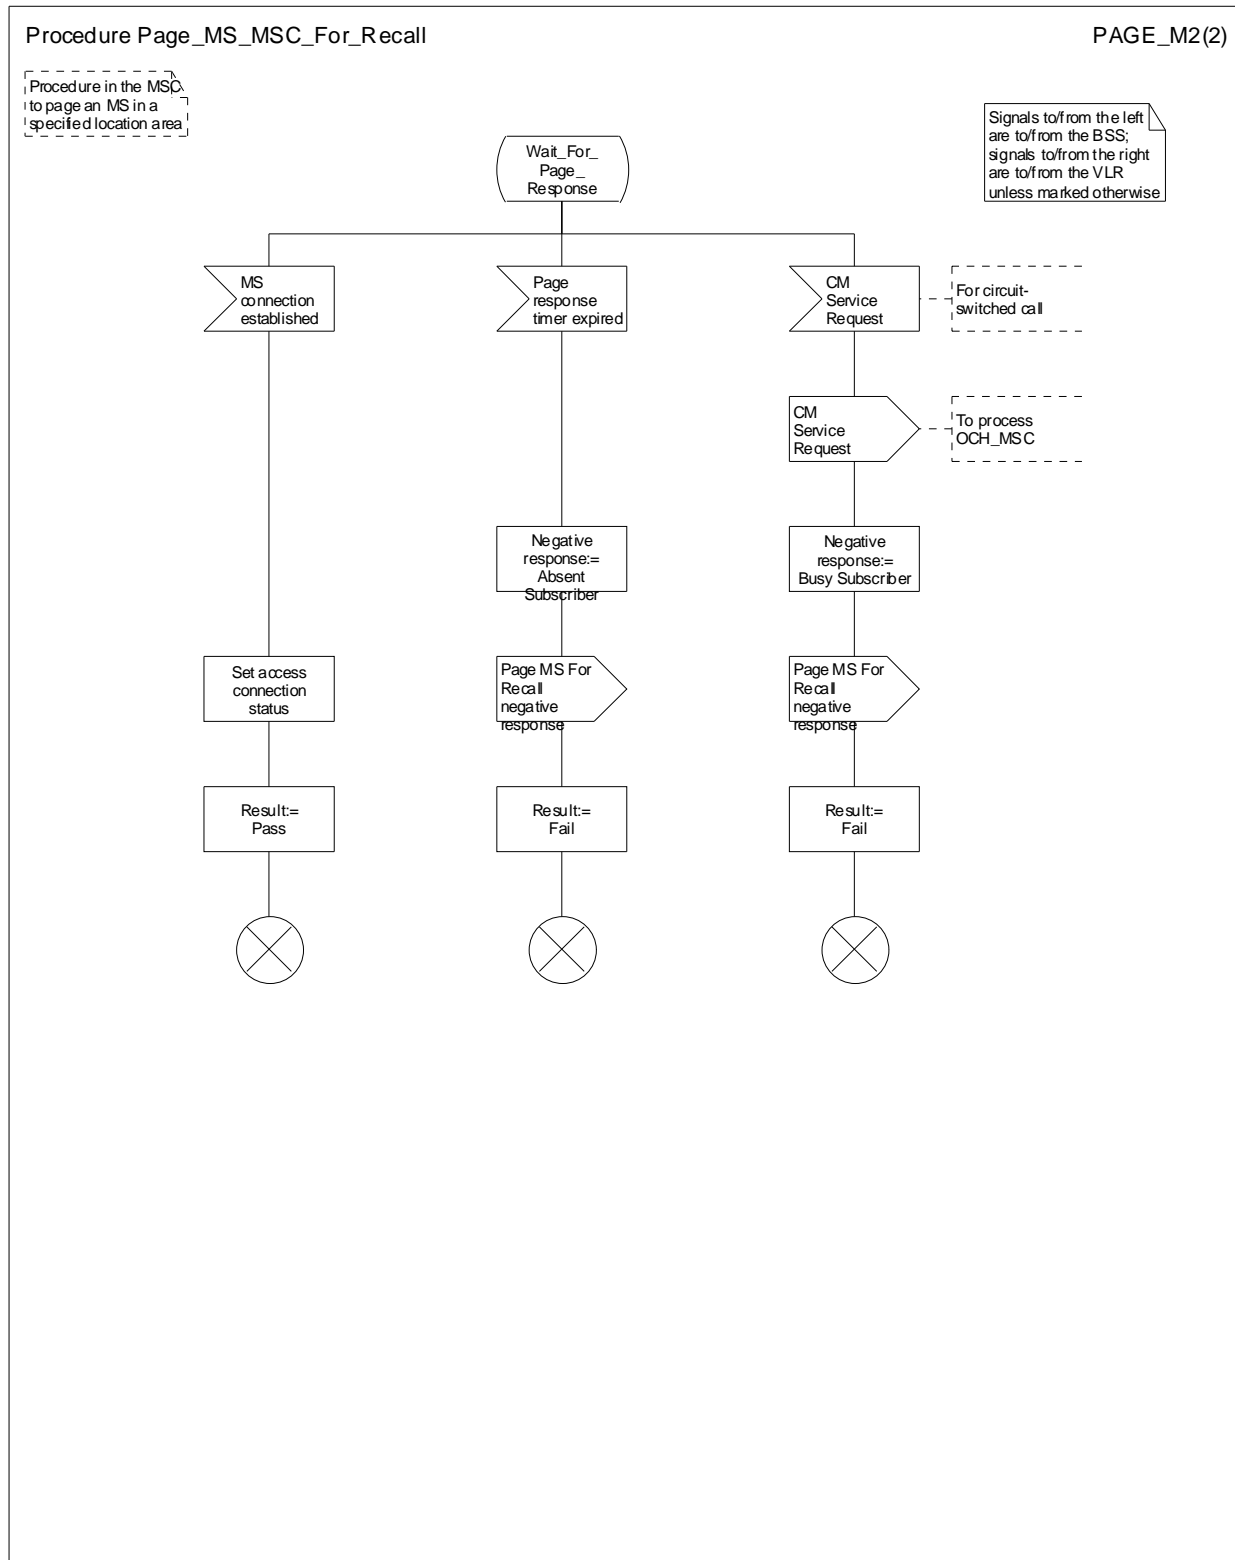 Procedure Page_MS_MSC_For_Recall
PAGE_M2(2)
Procedure in the MSC
to page an MS in a
specified location area
Signals to/from the left
are to/from the BSS;
signals to/from the right
are to/from the VLR
unless marked otherwise
Wait_For_
Page_
Response
MS
connection
established
Page
response
timer expired
CM
Service
Request
For circuit-
switched call
CM
Service
Request
To process
OCH_MSC
Negative
response:=
Absent
Subscriber
Negative
response:=
Busy Subscriber
Set access
connection
status
Page MS For
Recall
negative
response
Page MS For
Recall
negative
response
Result:=
Pass
Result:=
Fail
Result:=
Fail